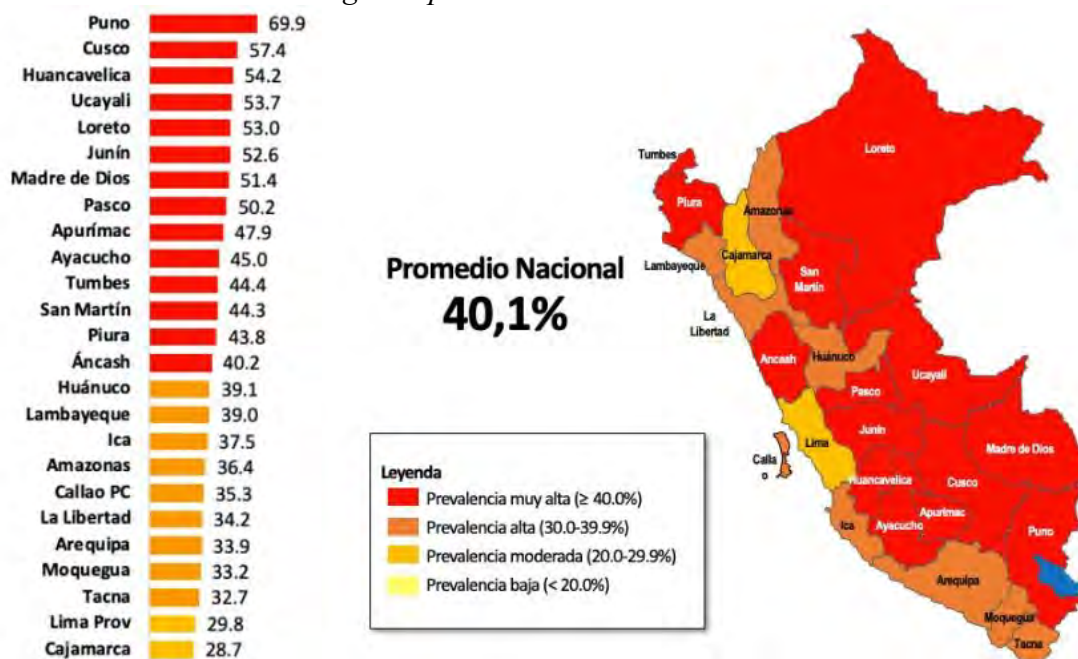 Puno 69.9
Cusco 57.4
Huancavelica 54.2
Ucayali 53.7
Loreto 53.0
Junín 52.6
Madre de Dios 51.4
Pasco 50.2
Apurímac 47.9
Ayacucho 45.0
Tumbes 44.4
San Martín 44.3
Piura 43.8
Áncash 40.2
Huánuco 39.1
Lambayeque 39.0
Ica 37.5
Amazonas 36.4
Callao PC 35.3
La Libertad 34.2
Arequipa 33.9
Moquegua 33.2
Tacna 32.7
Lima Prov 29.8
Cajamarca 28.7
Promedio Nacional
40,1%
Leyenda
Prevalencia muy alta (≥ 40.0%)
Prevalencia alta (30.0-39.9%)
Prevalencia moderada (20.0-29.9%)
Prevalencia baja (< 20.0%)
Loreto
Tumbes
Piura
Amazonas
Cajamarca
Lambayeque
San
Martín
La
Libertad
Ancash
Huánuco
Ucayali
Pasco
Junín
Lima
Calla
o
Madre de Dios
Huancavelica
Cusco
Apurímac
Ayacucho
Ica
Puno
Arequipa
Moquegua
Tacna